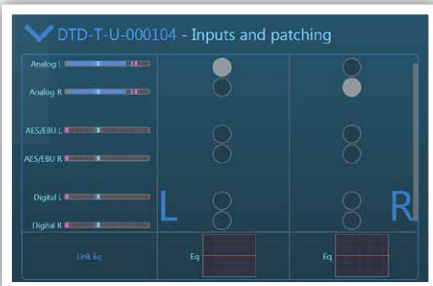 DTD-T-U-000104 - Inputs and patching
Analog L
Analog R
AES/EBU L
AES/EBU R
Digital L
Digital R
L
R
Link Eq
Eq
Eq